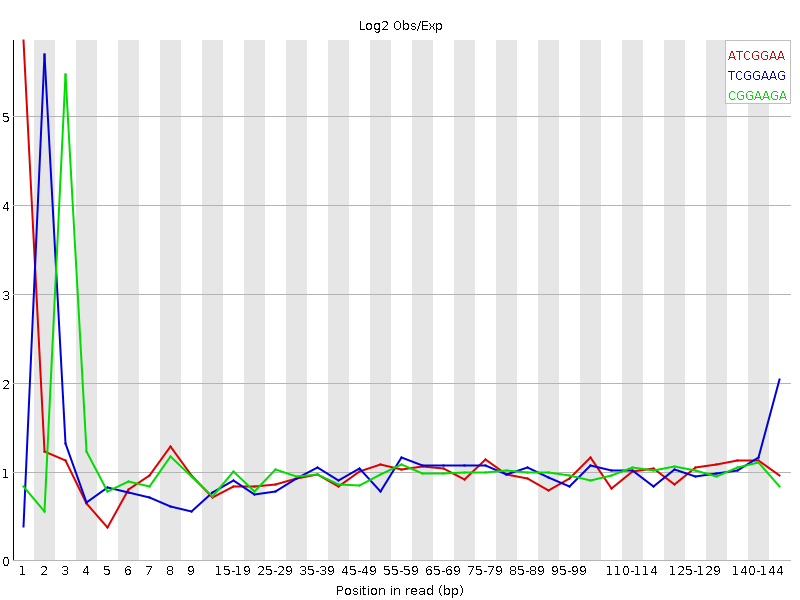 Log2 Obs/Exp
ATCGGAA
TCGGAAG
CGGAAGA
5
4
3
2
1
0
1 2 3 4 5 6 7 8 9 15-19 25-29 35-39 45-49 55-59 65-69 75-79 85-89 95-99 110-114 125-129 140-144
Position in read (bp)